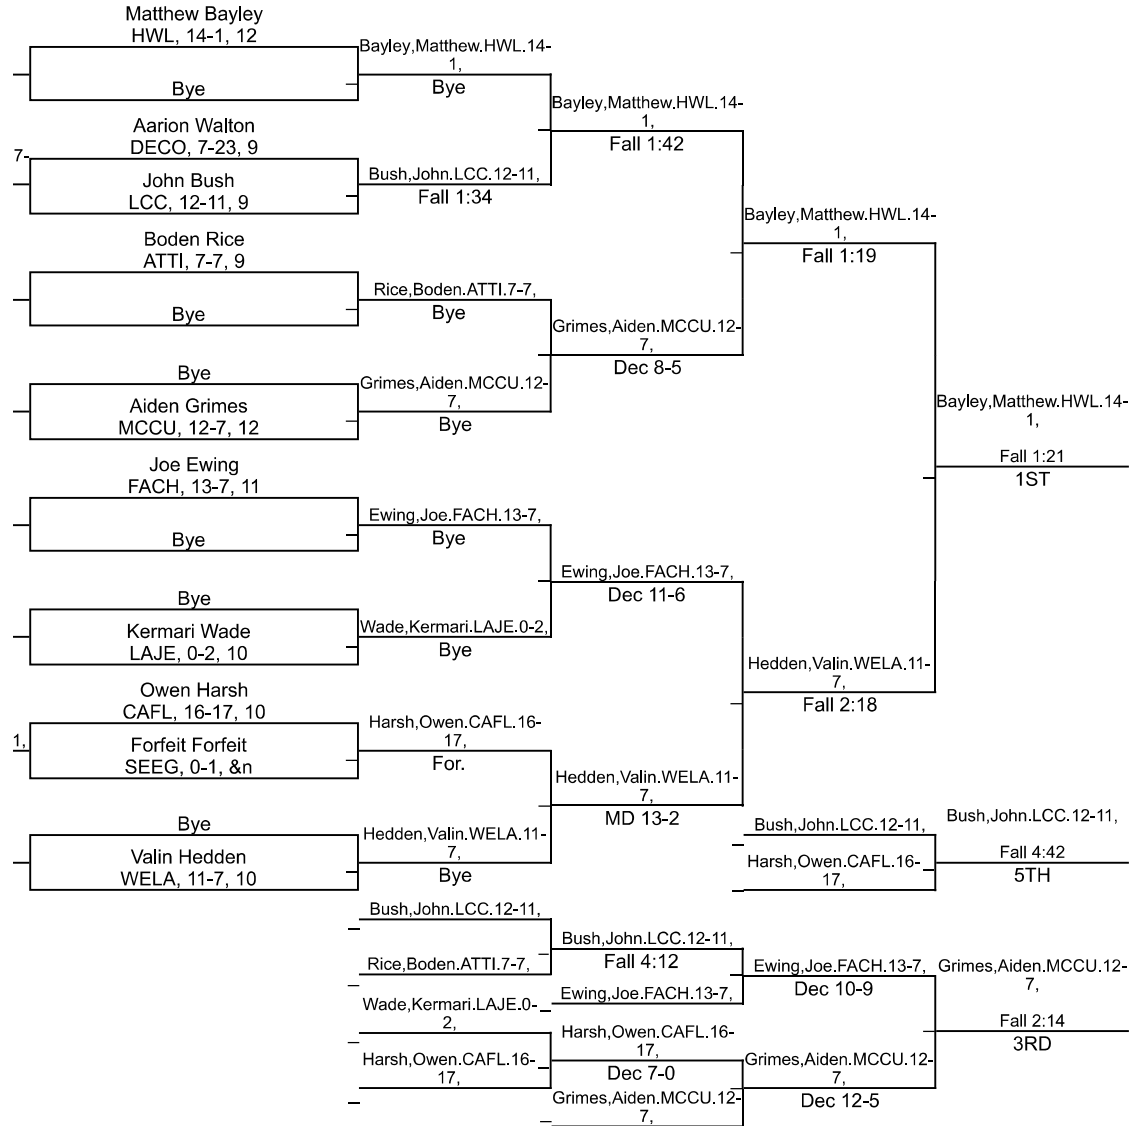 Matthew Bayley
HWL, 14-1, 12
Bye
Aarion Walton
DECO, 7-23, 9
7-
John Bush
LCC, 12-11, 9
Boden Rice
ATTI, 7-7, 9
Bye
Bye
Aiden Grimes
MCCU, 12-7, 12
Joe Ewing
FACH, 13-7, 11
Bye
Bye
Kermari Wade
LAJE, 0-2, 10
Owen Harsh
CAFL, 16-17, 10
1,
Forfeit Forfeit
SEEG, 0-1, &n
Bye
Valin Hedden
WELA, 11-7, 10
Bayley,Matthew.HWL.14-
1,
Bye
Bush,John.LCC.12-11,
Fall 1:34
Rice,Boden.ATTI.7-7,
Bye
Grimes,Aiden.MCCU.12-
7,
Bye
Ewing,Joe.FACH.13-7,
Bye
Wade,Kermari.LAJE.0-2,
Bye
Harsh,Owen.CAFL.16-
17,
For.
Hedden,Valin.WELA.11-
7,
Bye
Bayley,Matthew.HWL.14-
1,
Fall 1:42
Grimes,Aiden.MCCU.12-
7,
Dec 8-5
Ewing,Joe.FACH.13-7,
Dec 11-6
Hedden,Valin.WELA.11-
7,
MD 13-2
Bayley,Matthew.HWL.14-
1,
Fall 1:19
Hedden,Valin.WELA.11-
7,
Fall 2:18
Bayley,Matthew.HWL.14-
1,
Fall 1:21
1ST
Bush,John.LCC.12-11,
Harsh,Owen.CAFL.16-
17,
Bush,John.LCC.12-11,
Fall 4:42
5TH
Bush,John.LCC.12-11,
Rice,Boden.ATTI.7-7,
Wade,Kermari.LAJE.0-
2,
Harsh,Owen.CAFL.16-
17,
Bush,John.LCC.12-11,
Fall 4:12
Ewing,Joe.FACH.13-7,
Harsh,Owen.CAFL.16-
17,
Dec 7-0
Grimes,Aiden.MCCU.12-
7,
Ewing,Joe.FACH.13-7,
Dec 10-9
Grimes,Aiden.MCCU.12-
7,
Dec 12-5
Grimes,Aiden.MCCU.12-
7,
Fall 2:14
3RD